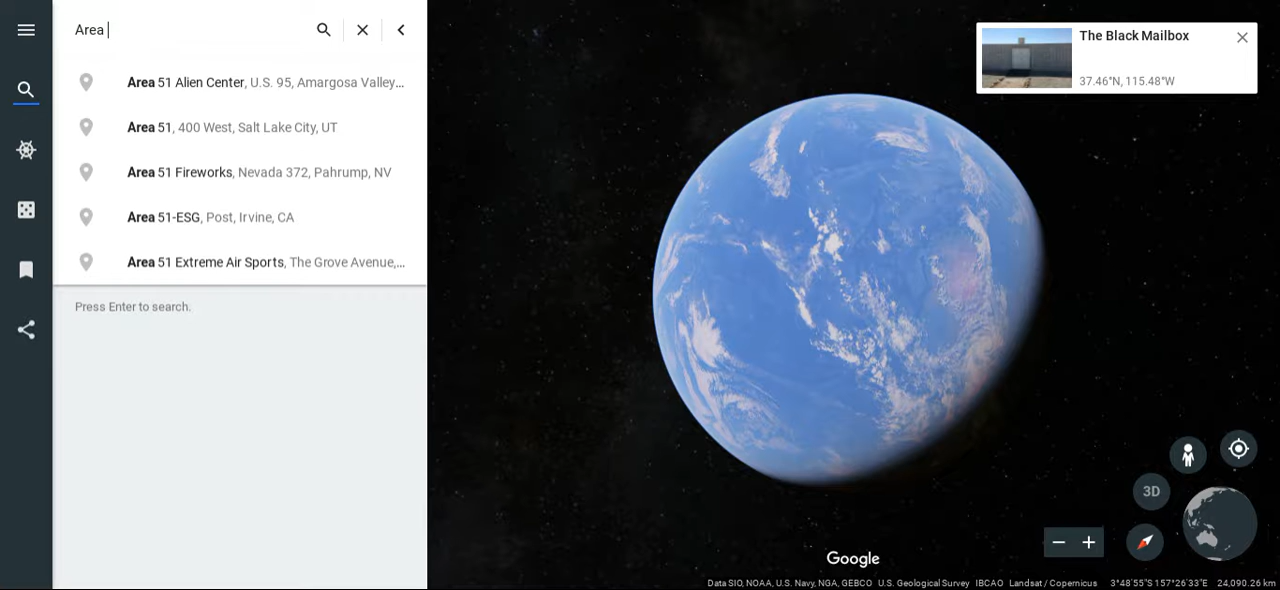 Area
Area 51 Alien Center, U.S. 95, Amargosa Valley...
Area 51, 400 West, Salt Lake City, UT
Area 51 Fireworks, Nevada 372, Pahrump, NV
Area 51-ESG, Post, Irvine, CA
Area 51 Extreme Air Sports, The Grove Avenue,...
Press Enter to search.
The Black Mailbox
37.46°N, 115.48°W
3D
Google
Data SIO, NOAA, U.S. Navy, NGA, GEBCO U.S. Geological Survey IBCAO Landsat / Copernicus 3°48'55"S 157°26'33"E 24,090.26 km